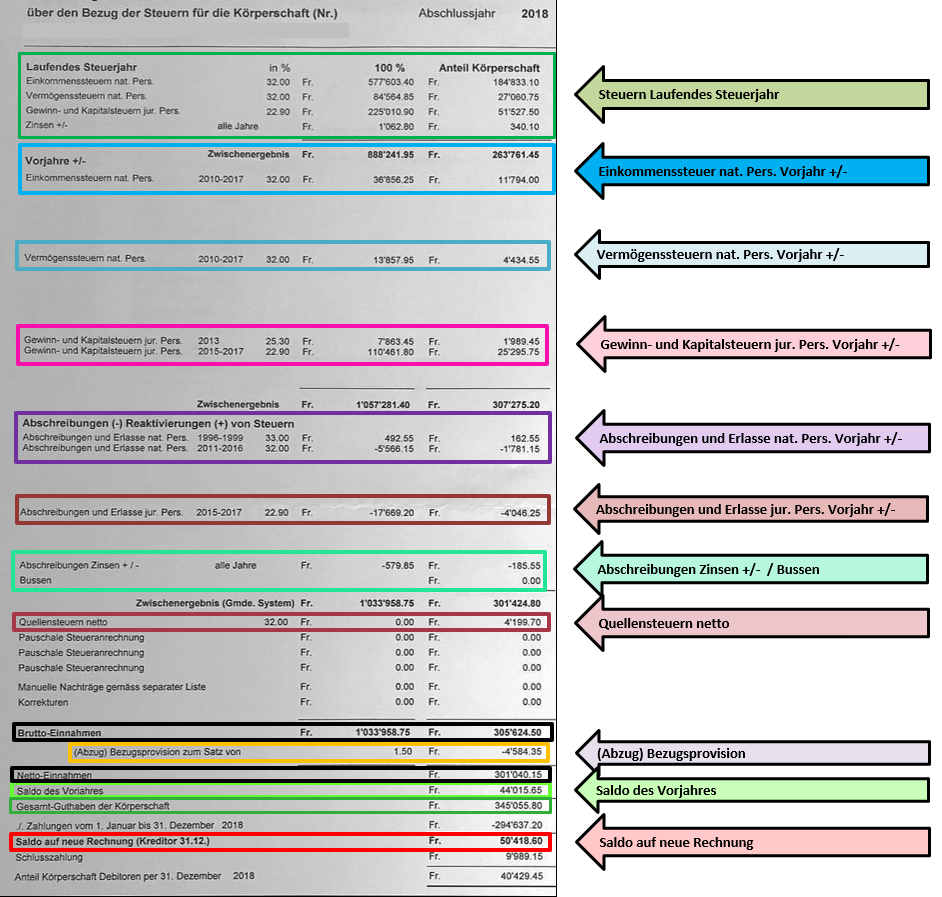 über den Bezug der Steuern für die Körperschaft (Nr.) Abschlussjahr 2018
Laufendes Steuerjahr in % 100 % Anteil Körperschaft
Einkommenssteuern nat. Pers. 32.00 Fr. 577'603.40 Fr. 184'833.10
Vermögenssteuern nat. Pers. 32.00 Fr. 84'564.85 Fr. 27'060.75
Gewinn- und Kapitalsteuern jur. Pers. 22.90 Fr. 225'010.90 Fr. 51'527.50
Zinsen +/- alle Jahre Fr. 1'062.80 Fr. 340.10
Steuern Laufendes Steuerjahr
Zwischenergebnis Fr. 888'241.95 Fr. 263'761.45
Vorjahre +/-
Einkommenssteuern nat. Pers. 2010-2017 32.00 Fr. 36'856.25 Fr. 11'794.00
Einkommenssteuer nat. Pers. Vorjahr +/-
Vermögenssteuern nat. Pers. 2010-2017 32.00 Fr. 13'857.95 Fr. 4'434.55
Vermögenssteuern nat. Pers. Vorjahr +/-
Gewinn- und Kapitalsteuern jur. Pers. 2013 25.30 Fr. 7'863.45 Fr. 1'989.45
Gewinn- und Kapitalsteuern jur. Pers. 2015-2017 22.90 Fr. 110'461.80 Fr. 25'295.75
Gewinn- und Kapitalsteuern jur. Pers. Vorjahr +/-
Zwischenergebnis Fr. 1'057'281.40 Fr. 307'275.20
Abschreibungen (-) Reaktivierungen (+) von Steuern
Abschreibungen und Erlasse nat. Pers. 1996-1999 33.00 Fr. 492.55 Fr. 162.55
Abschreibungen und Erlasse nat. Pers. 2011-2016 32.00 Fr. -5'566.15 Fr. -1'781.15
Abschreibungen und Erlasse nat. Pers. Vorjahr +/-
Abschreibungen und Erlasse jur. Pers. 2015-2017 22.90 Fr. -17'669.20 Fr. -4'046.25
Abschreibungen und Erlasse jur. Pers. Vorjahr +/-
Abschreibungen Zinsen + / - alle Jahre Fr. -579.85 Fr. -185.55
Bussen Fr. 0.00
Abschreibungen Zinsen +/- / Bussen
Zwischenergebnis (Gmde. System) Fr. 1'033'958.75 Fr. 301'424.80
Quellensteuern netto 32.00 Fr. 0.00 Fr. 4'199.70
Quellensteuern netto
Pauschale Steueranrechnung Fr. 0.00 Fr. 0.00
Pauschale Steueranrechnung Fr. 0.00 Fr. 0.00
Pauschale Steueranrechnung Fr. 0.00 Fr. 0.00
Manuelle Nachträge gemäss separater Liste Fr. 0.00 Fr. 0.00
Korrekturen Fr. 0.00 Fr. 0.00
Brutto-Einnahmen Fr. 1'033'958.75 Fr. 305'624.50
(Abzug) Bezugsprovision zum Satz von 1.50 Fr. -4'584.35
(Abzug) Bezugsprovision
Netto-Einnahmen Fr. 301'040.15
Saldo des Vorjahres Fr. 44'015.65
Saldo des Vorjahres
Gesamt-Guthaben der Körperschaft Fr. 345'055.80
./. Zahlungen vom 1. Januar bis 31. Dezember 2018 Fr. -294'637.20
Saldo auf neue Rechnung (Kreditor 31.12.) Fr. 50'418.60
Saldo auf neue Rechnung
Schlusszahlung Fr. 9'989.15
Anteil Körperschaft Debitoren per 31. Dezember 2018 Fr. 40'429.45